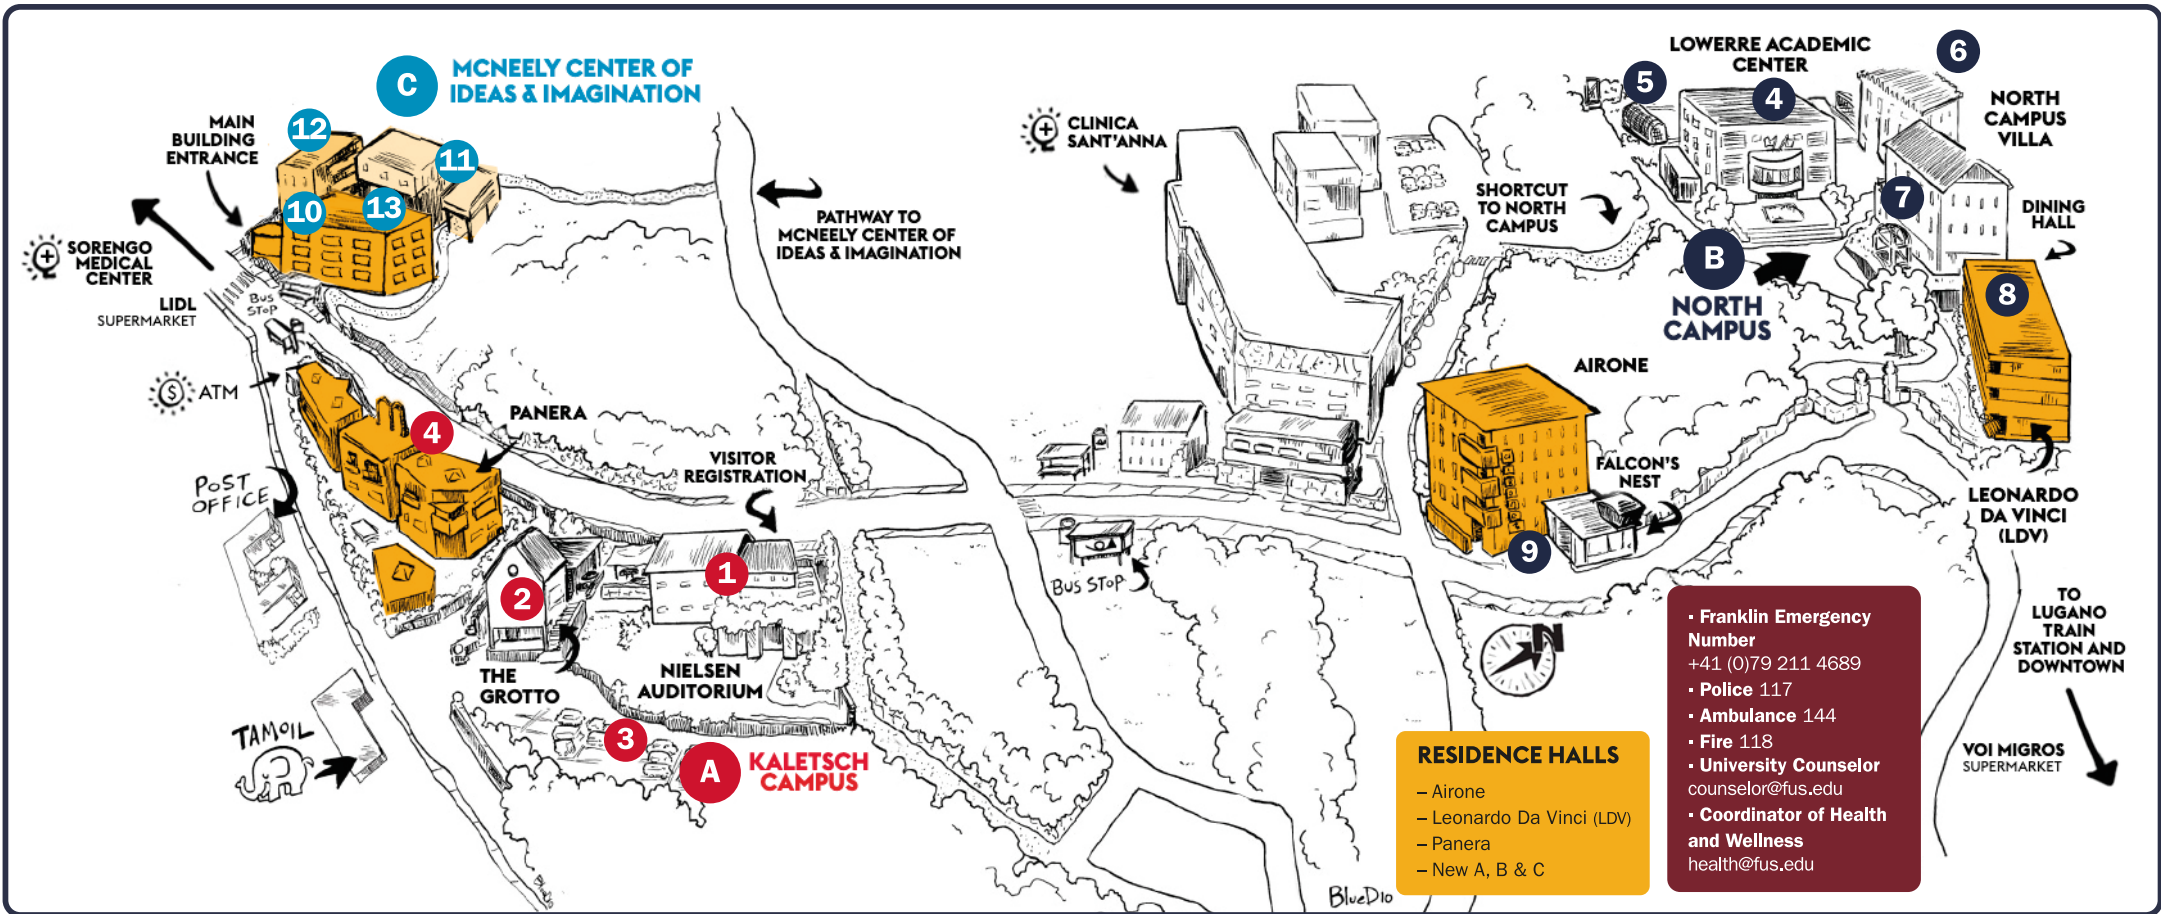 C
MCNEELY CENTER OF
IDEAS & IMAGINATION
MAIN
BUILDING
ENTRANCE
12
11
10
13
SORENGO
MEDICAL
CENTER
LIDL
SUPERMARKET
BUS
STOP
$
ATM
PATHWAY TO
MCNEELY CENTER OF
IDEAS & IMAGINATION
4
PANERA
VISITOR
REGISTRATION
POST
OFFICE
1
2
THE
GROTTO
NIELSEN
AUDITORIUM
3
A
KALETSCH
CAMPUS
TAMOIL
CLINICA
SANT'ANNA
BUS STOP
SHORTCUT
TO NORTH
CAMPUS
LOWERRE ACADEMIC
CENTER
5
4
6
NORTH
CAMPUS
VILLA
7
DINING
HALL
B
NORTH
CAMPUS
8
AIRONE
FALCON'S
NEST
9
LEONARDO
DA VINCI
(LDV)
N
TO
LUGANO
TRAIN
STATION AND
DOWNTOWN
VOI MIGROS
SUPERMARKET
RESIDENCE HALLS
– Airone
– Leonardo Da Vinci (LDV)
– Panera
– New A, B & C
▪ Franklin Emergency
Number
+41 (0)79 211 4689
▪ Police 117
▪ Ambulance 144
▪ Fire 118
▪ University Counselor
counselor@fus.edu
▪ Coordinator of Health
and Wellness
health@fus.edu
BlueD10